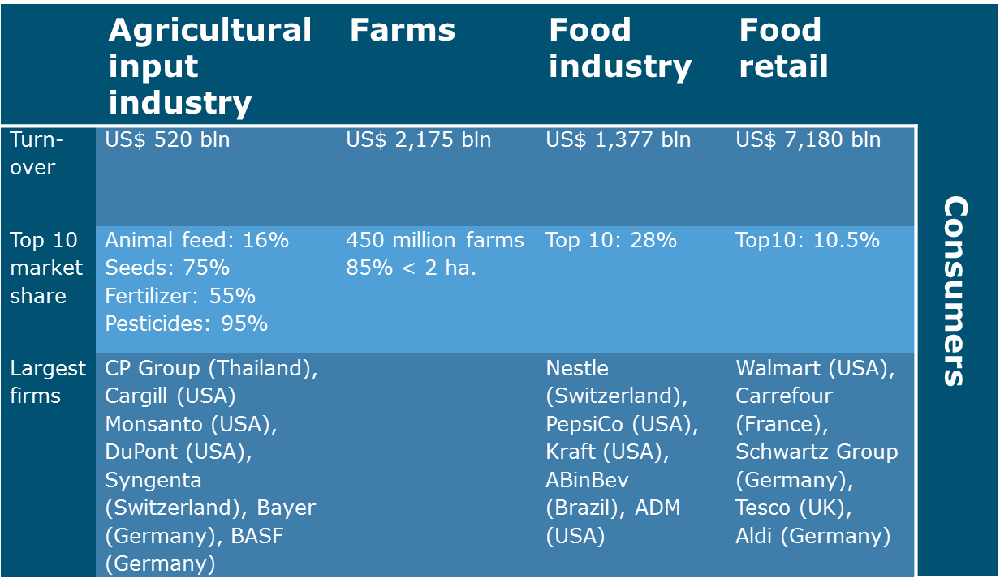 Agricultural
input
industry
Farms
Food
industry
Food
retail
Turn-
over
US$ 520 bln
US$ 2,175 bln
US$ 1,377 bln
US$ 7,180 bln
Top 10
market
share
Animal feed: 16%
Seeds: 75%
Fertilizer: 55%
Pesticides: 95%
450 million farms
85% < 2 ha.
Top 10: 28%
Top10: 10.5%
Largest
firms
CP Group (Thailand),
Cargill (USA)
Monsanto (USA),
DuPont (USA),
Syngenta
(Switzerland), Bayer
(Germany), BASF
(Germany)
Nestle
(Switzerland),
PepsiCo (USA),
Kraft (USA),
ABinBev
(Brazil), ADM
(USA)
Walmart (USA),
Carrefour
(France),
Schwartz Group
(Germany),
Tesco (UK),
Aldi (Germany)
Consumers